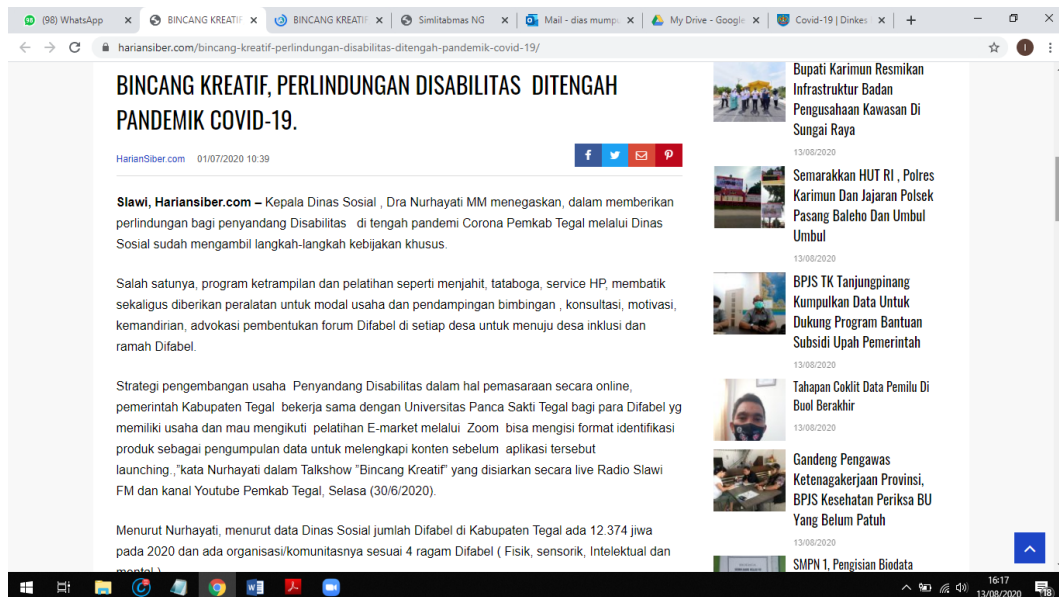 (98) WhatsApp
BINCANG KREATIF
BINCANG KREATIF
Simlitabmas NG
Mail - dias mumpu
My Drive - Google
Covid-19 | Dinkes
hariansiber.com/bincang-kreatif-perlindungan-disabilitas-ditengah-pandemik-covid-19/
I
BINCANG KREATIF, PERLINDUNGAN DISABILITAS DITENGAH
PANDEMIK COVID-19.
HarianSiber.com 01/07/2020 10:39
Slawi, Hariansiber.com – Kepala Dinas Sosial , Dra Nurhayati MM menegaskan, dalam memberikan
perlindungan bagi penyandang Disabilitas di tengah pandemi Corona Pemkab Tegal melalui Dinas
Sosial sudah mengambil langkah-langkah kebijakan khusus.
Salah satunya, program ketrampilan dan pelatihan seperti menjahit, tataboga, service HP, membatik
sekaligus diberikan peralatan untuk modal usaha dan pendampingan bimbingan , konsultasi, motivasi,
kemandirian, advokasi pembentukan forum Difabel di setiap desa untuk menuju desa inklusi dan
ramah Difabel.
Strategi pengembangan usaha Penyandang Disabilitas dalam hal pemasaraan secara online,
pemerintah Kabupaten Tegal bekerja sama dengan Universitas Panca Sakti Tegal bagi para Difabel yg
memiliki usaha dan mau mengikuti pelatihan E-market melalui Zoom bisa mengisi format identifikasi
produk sebagai pengumpulan data untuk melengkapi konten sebelum aplikasi tersebut
launching.,"kata Nurhayati dalam Talkshow "Bincang Kreatif" yang disiarkan secara live Radio Slawi
FM dan kanal Youtube Pemkab Tegal, Selasa (30/6/2020).
Menurut Nurhayati, menurut data Dinas Sosial jumlah Difabel di Kabupaten Tegal ada 12.374 jiwa
pada 2020 dan ada organisasi/komunitasnya sesuai 4 ragam Difabel ( Fisik, sensorik, Intelektual dan
mental )
Bupati Karimun Resmikan
Infrastruktur Badan
Pengusahaan Kawasan Di
Sungai Raya
13/08/2020
Semarakkan HUT RI , Polres
Karimun Dan Jajaran Polsek
Pasang Baleho Dan Umbul
Umbul
13/08/2020
BPJS TK Tanjungpinang
Kumpulkan Data Untuk
Dukung Program Bantuan
Subsidi Upah Pemerintah
13/08/2020
Tahapan Coklit Data Pemilu Di
Buol Berakhir
13/08/2020
Gandeng Pengawas
Ketenagakerjaan Provinsi,
BPJS Kesehatan Periksa BU
Yang Belum Patuh
13/08/2020
SMPN 1, Pengisian Biodata
16:17
13/08/2020
18